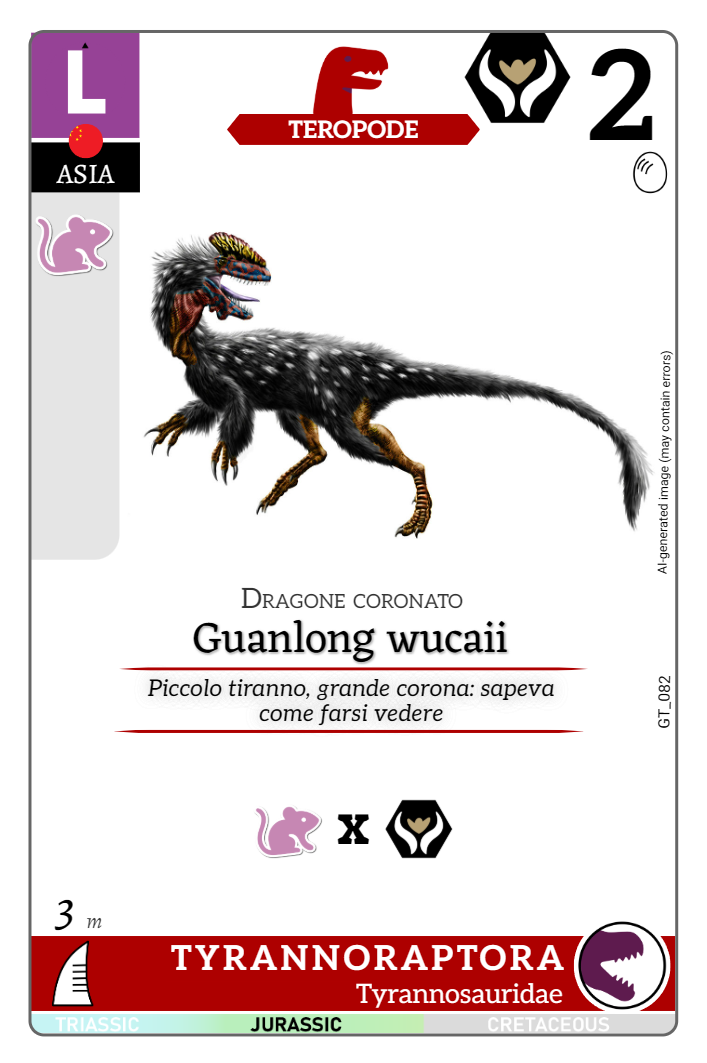 L
TEROPODE
2
ASIA
AI-generated image (may contain errors)
Dragone coronato
Guanlong wucaii
Piccolo tiranno, grande corona: sapeva
come farsi vedere
GT_082
x
3 m
TYRANNORAPTORA
Tyrannosauridae
TRIASSIC JURASSIC CRETACEOUS